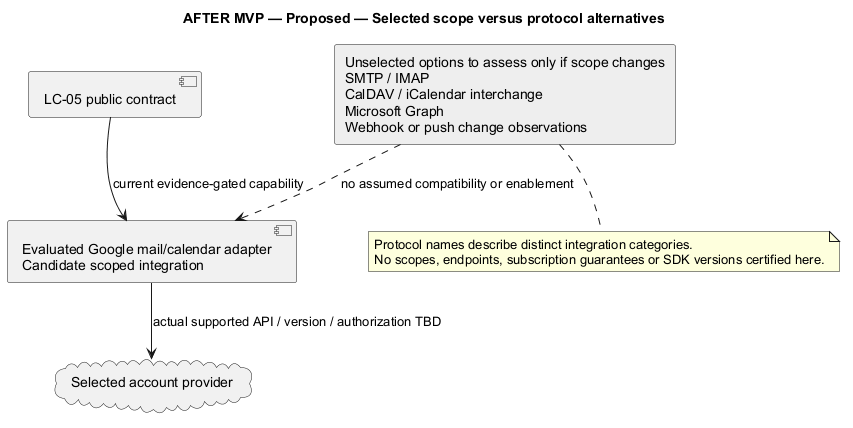 AFTER MVP — Proposed — Selected scope versus protocol alternatives
LC-05 public contract
Unselected options to assess only if scope changes
SMTP / IMAP
CalDAV / iCalendar interchange
Microsoft Graph
Webhook or push change observations
current evidence-gated capability
no assumed compatibility or enablement
Evaluated Google mail/calendar adapter
Candidate scoped integration
Protocol names describe distinct integration categories.
No scopes, endpoints, subscription guarantees or SDK versions certified here.
actual supported API / version / authorization TBD
Selected account provider